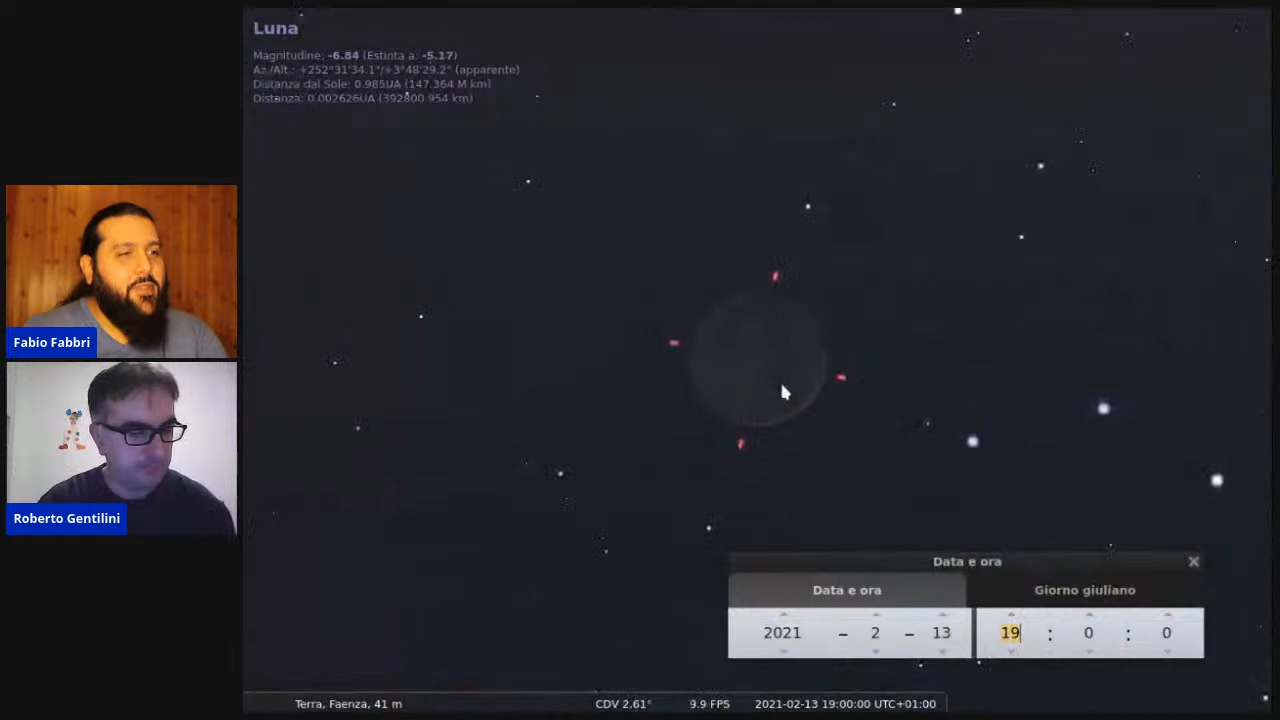 Luna
Magnitudine: -6.84 (Estinta a: -5.17)
Az./Alt.: +252°31'34.1"/+3°48'29.2" (apparente)
Distanza dal Sole: 0.985UA (147.364 M km)
Distanza: 0.002626UA (392800.954 km)
Fabio Fabbri
Roberto Gentilini
Data e ora
Data e ora
Giorno giuliano
2021 - 2 - 13 19 : 0 : 0
Terra, Faenza, 41 m CDV 2.61° 9.9 FPS 2021-02-13 19:00:00 UTC+01:00